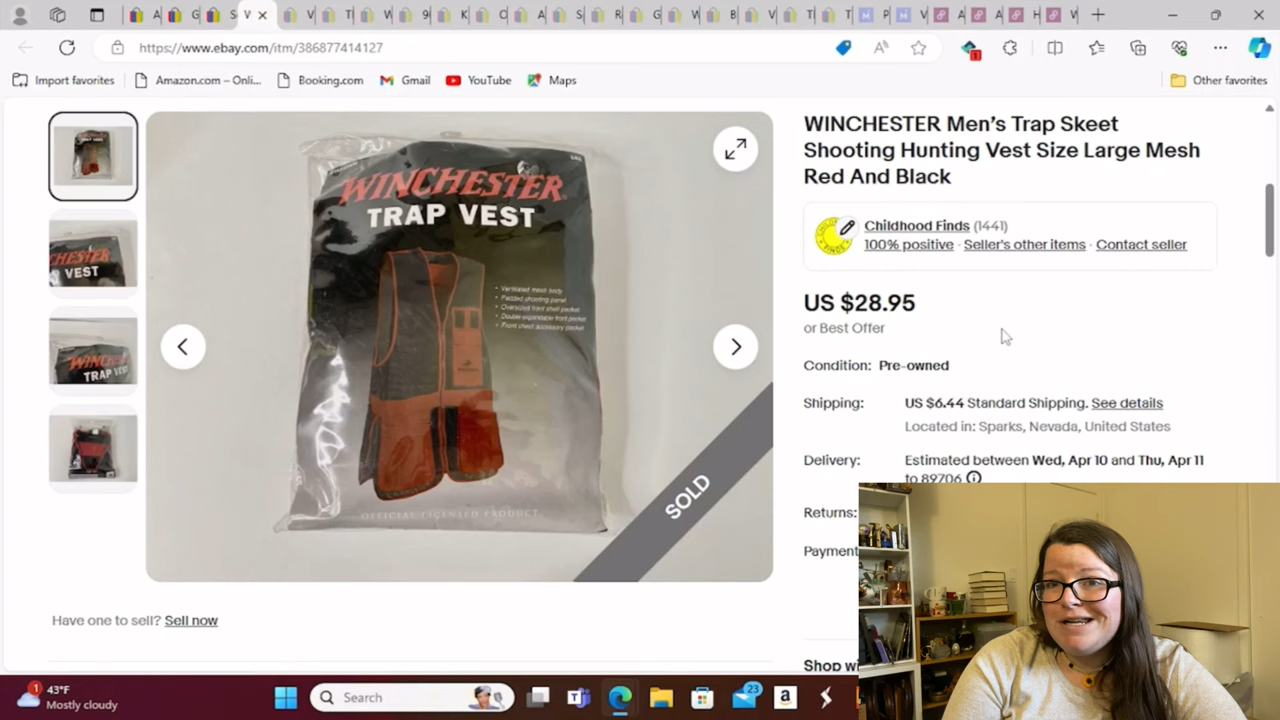 https://www.ebay.com/itm/386877414127
Import favorites
Amazon.com – Onli...
Booking.com
Gmail
YouTube
Maps
Other favorites
WINCHESTER
TRAP VEST
• Ventilated mesh body
• Padded shooting panel
• Oversized front shell pocket
• Double expandable front pocket
• Front chest accessory pocket
OFFICIAL LICENSED PRODUCT
SOLD
WINCHESTER Men's Trap Skeet
Shooting Hunting Vest Size Large Mesh
Red And Black
Childhood Finds (1441)
100% positive · Seller's other items · Contact seller
US $28.95
or Best Offer
Condition: Pre-owned
Shipping: US $6.44 Standard Shipping. See details
Located in: Sparks, Nevada, United States
Delivery: Estimated between Wed, Apr 10 and Thu, Apr 11
to 89706
Returns:
Payment
Have one to sell? Sell now
Shop wi
1
43°F
Mostly cloudy
Search
23